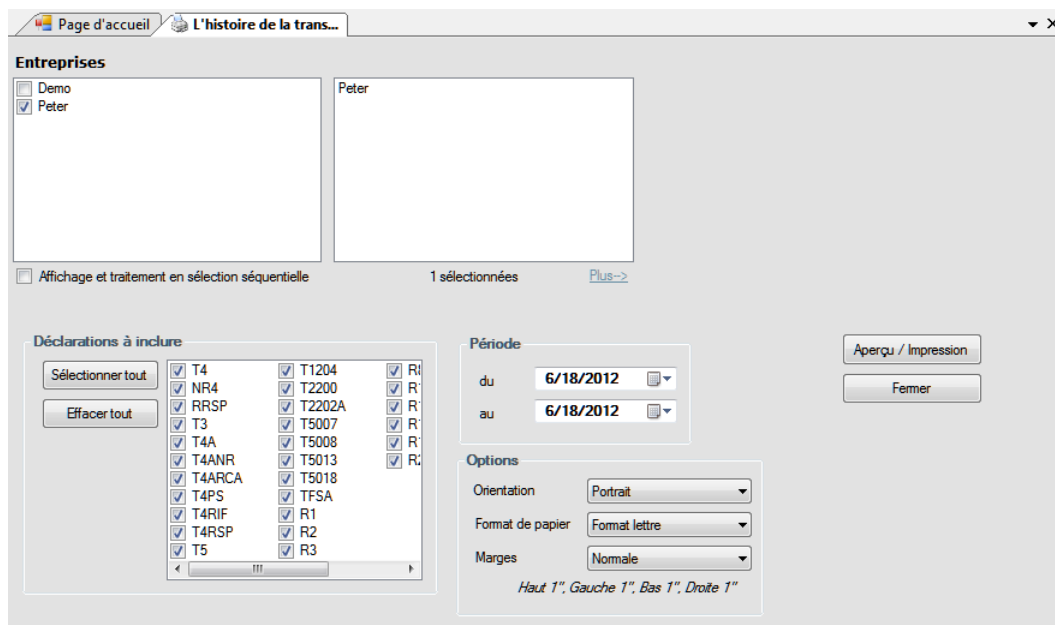 Page d'accueil
L'histoire de la trans...
Entreprises
Demo
Peter
Peter
Affichage et traitement en sélection séquentielle
1 sélectionnées
Plus-->
Déclarations à inclure
Sélectionner tout
Effacer tout
T4
NR4
RRSP
T3
T4A
T4ANR
T4ARCA
T4PS
T4RIF
T4RSP
T5
T1204
T2200
T2202A
T5007
T5008
T5013
T5018
TFSA
R1
R2
R3
Période
du 6/18/2012
au 6/18/2012
Options
Orientation Portrait
Format de papier Format lettre
Marges Normale
Haut 1", Gauche 1", Bas 1", Droite 1"
Aperçu / Impression
Fermer